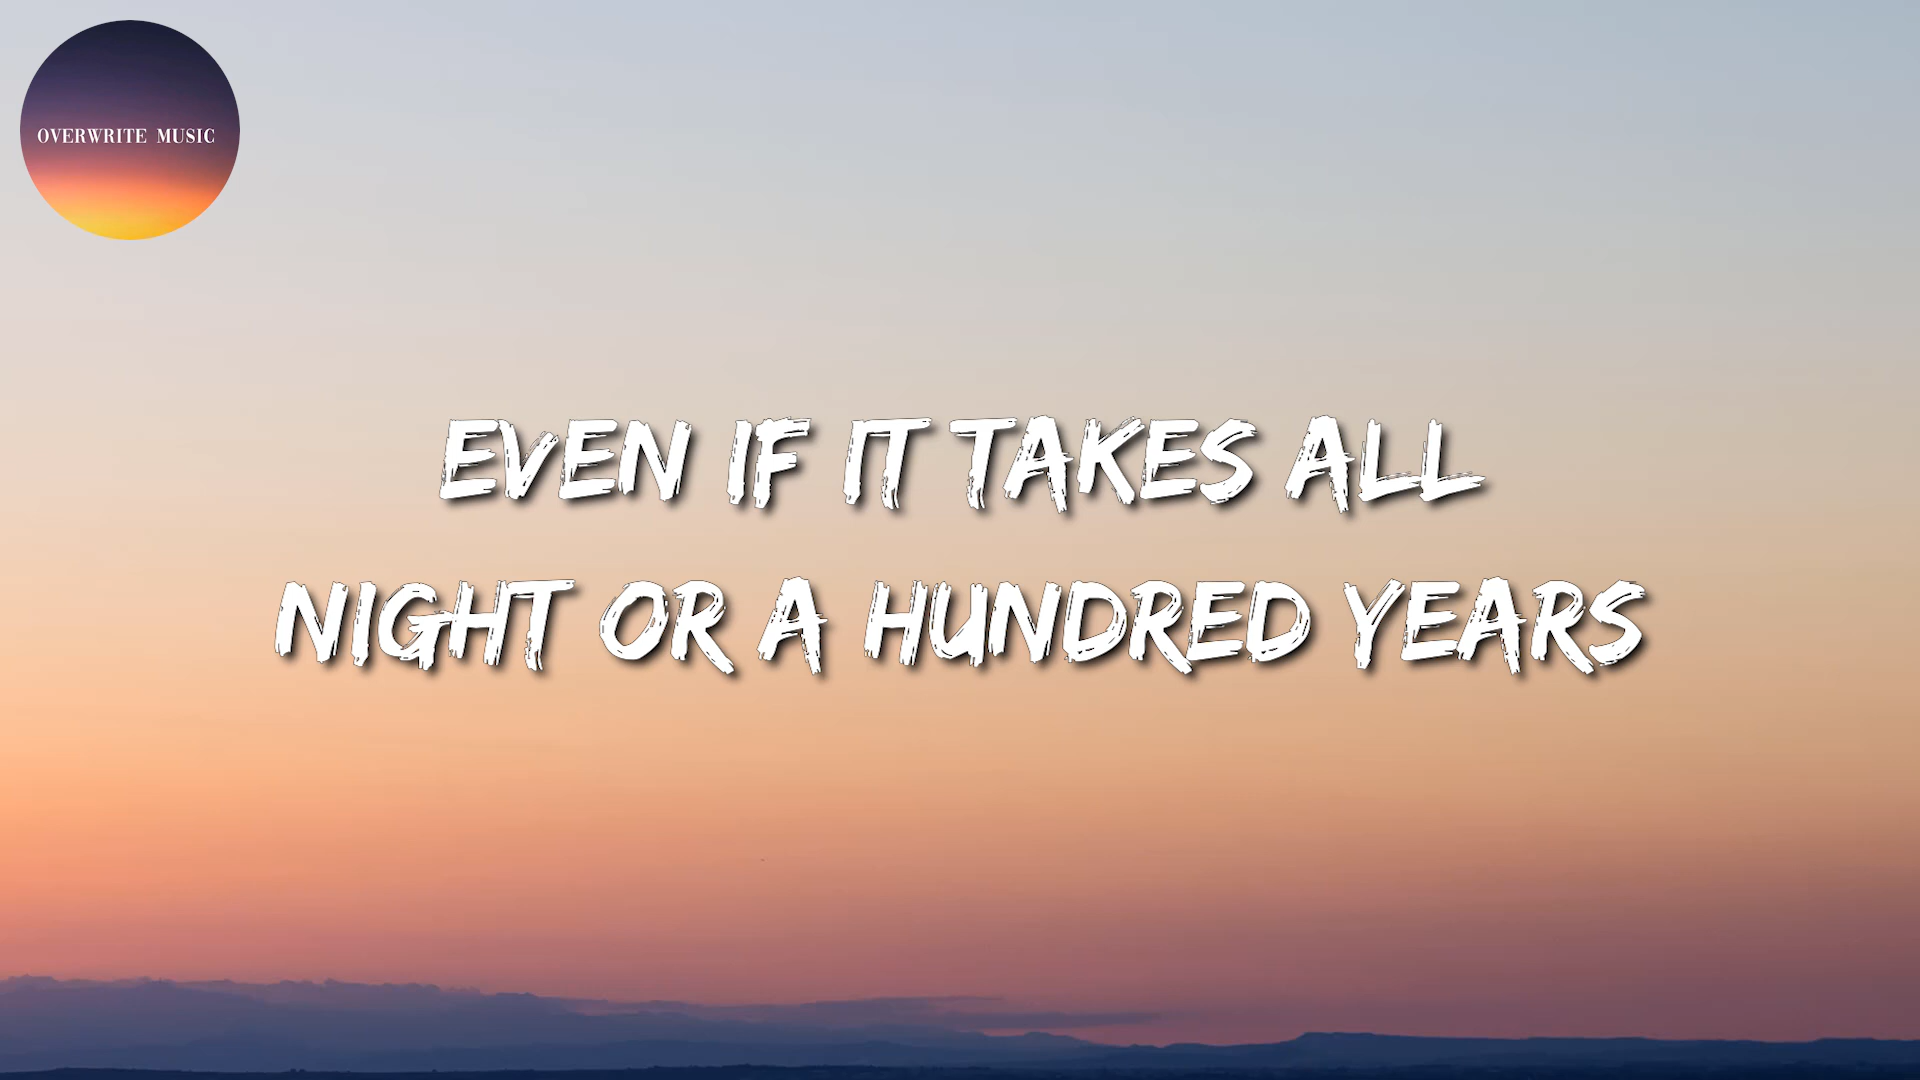 OVERWRITE MUSIC
EVEN IF IT TAKES ALL
NIGHT OR A HUNDRED YEARS